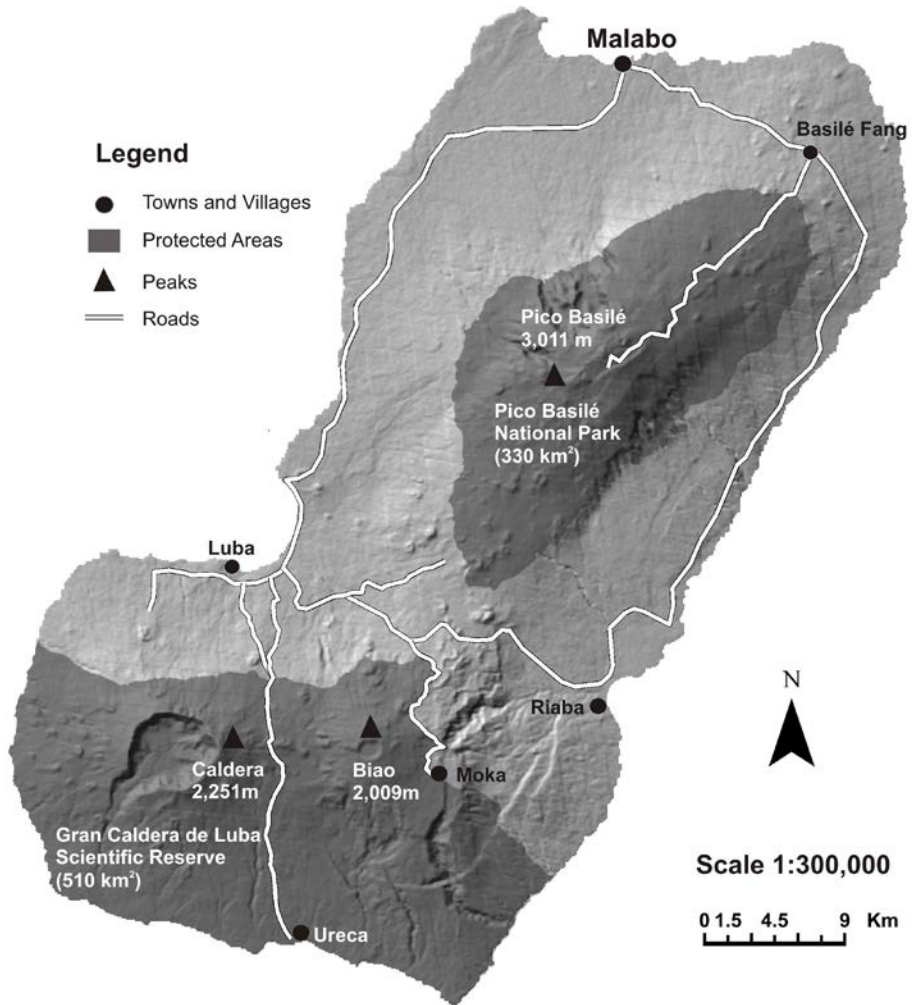 Malabo
Basilé Fang
Legend
Towns and Villages
Protected Areas
Peaks
Roads
Pico Basilé
3,011 m
Pico Basilé
National Park
(330 km²)
Luba
Riaba
N
Caldera
2,251m
Biao
2,009m
Moka
Gran Caldera de Luba
Scientific Reserve
(510 km²)
Ureca
Scale 1:300,000
0 1.5 4.5 9 Km